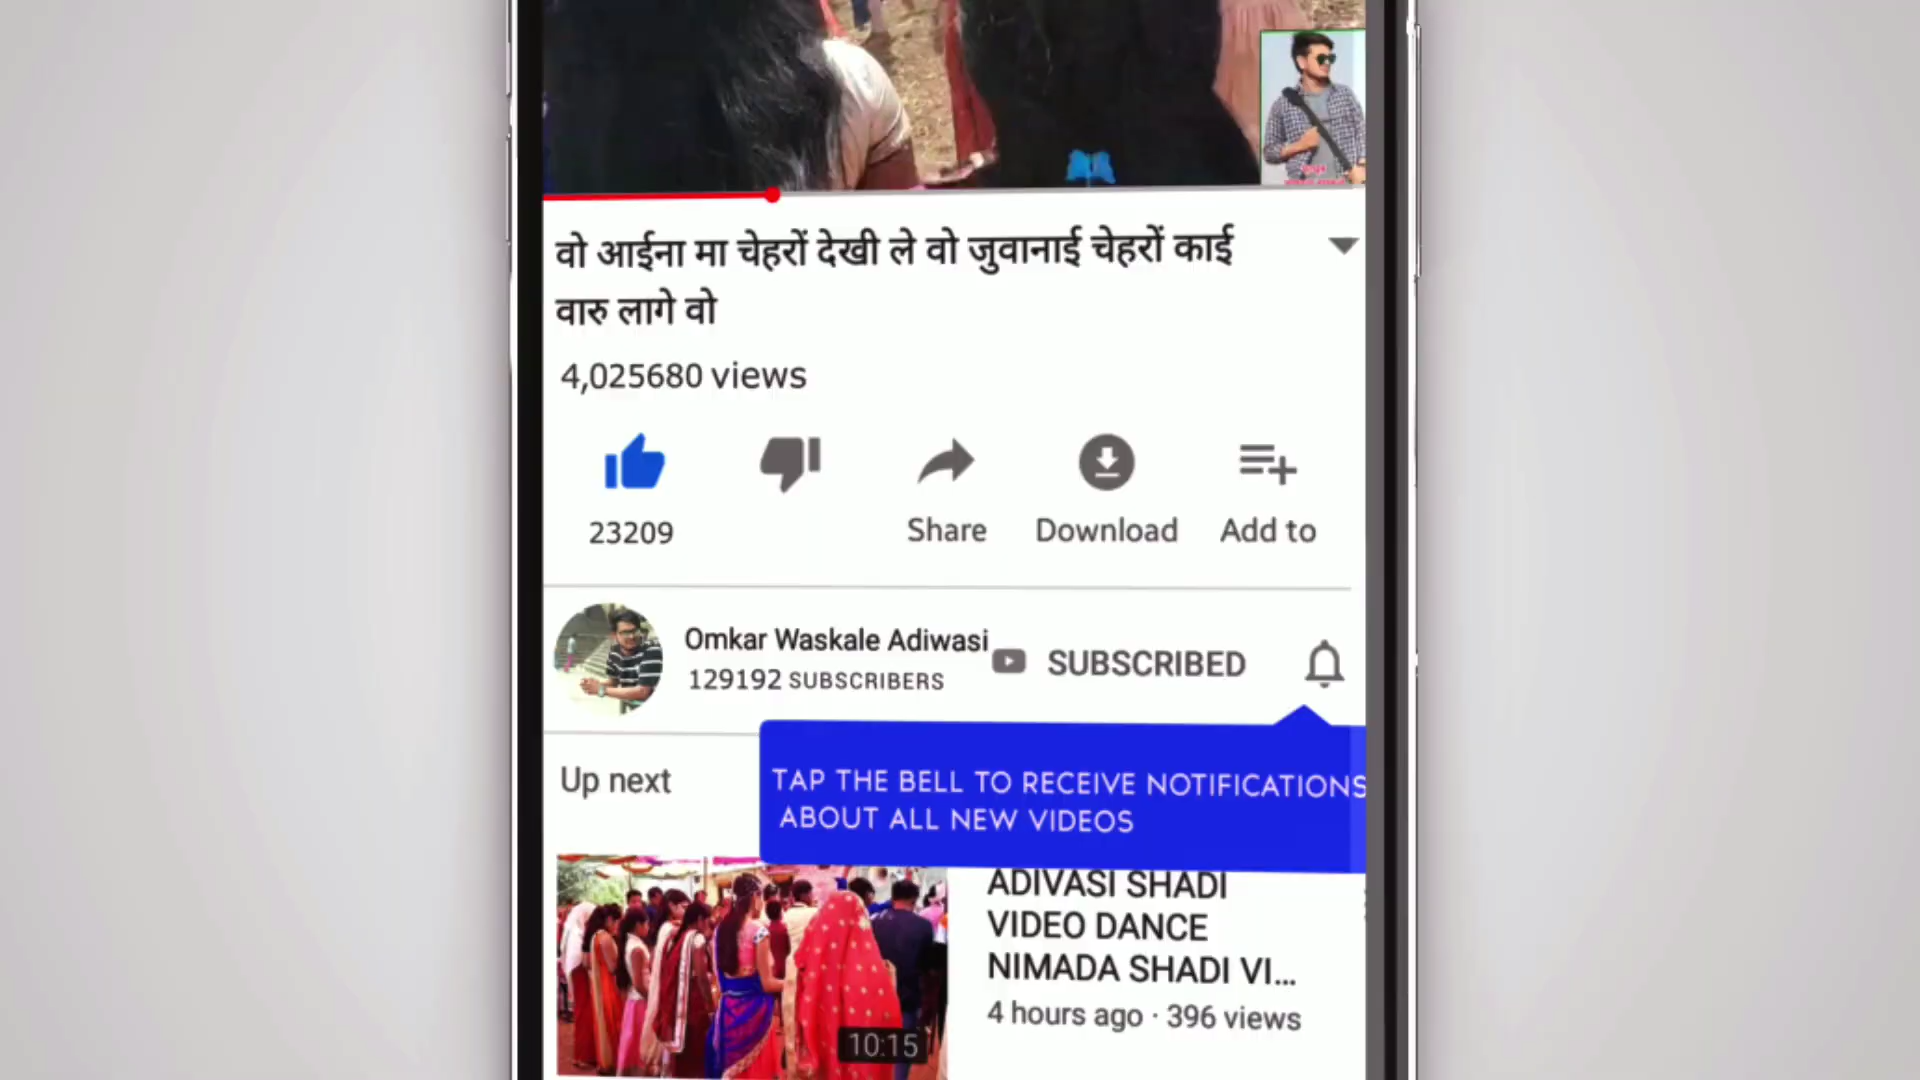 वो आईना मा चेहरों देखी ले वो जुवानाई चेहरों काई
वारु लागे वो
4,025680 views
23209
Share
Download
Add to
Omkar Waskale Adiwasi
129192 SUBSCRIBERS
SUBSCRIBED
TAP THE BELL TO RECEIVE NOTIFICATIONS
ABOUT ALL NEW VIDEOS
Up next
ADIVASI SHADI
VIDEO DANCE
NIMADA SHADI VI...
4 hours ago · 396 views
10:15